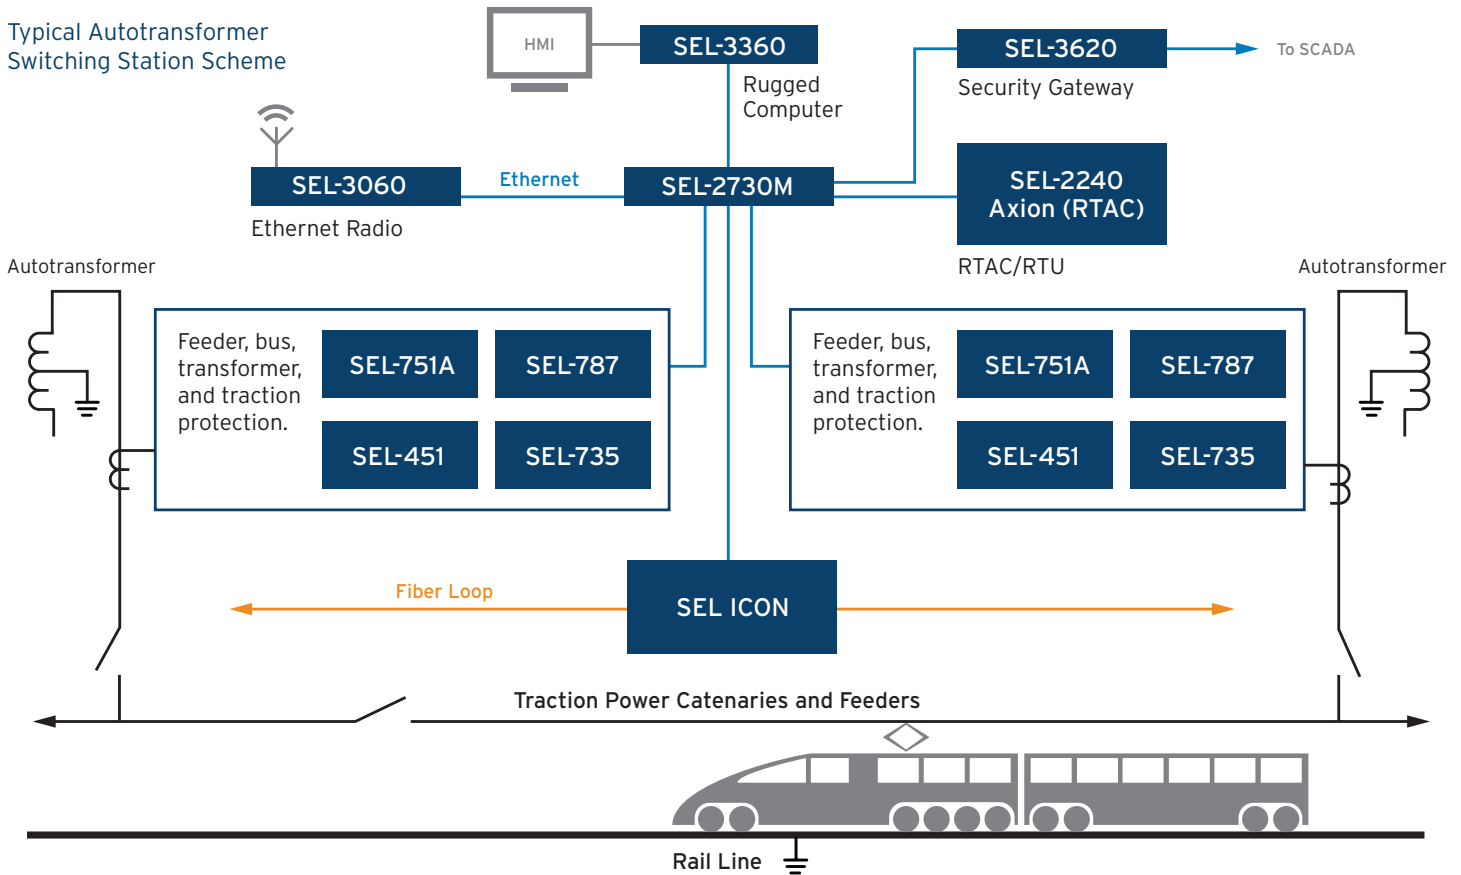 Typical Autotransformer
Switching Station Scheme
HMI
SEL-3360
Rugged
Computer
SEL-3620
Security Gateway
To SCADA
SEL-3060
Ethernet Radio
Ethernet
SEL-2730M
SEL-2240
Axion (RTAC)
RTAC/RTU
Autotransformer
Autotransformer
Feeder, bus,
transformer,
and traction
protection.
SEL-751A
SEL-787
SEL-451
SEL-735
Feeder, bus,
transformer,
and traction
protection.
SEL-751A
SEL-787
SEL-451
SEL-735
Fiber Loop
SEL ICON
Traction Power Catenaries and Feeders
Rail Line